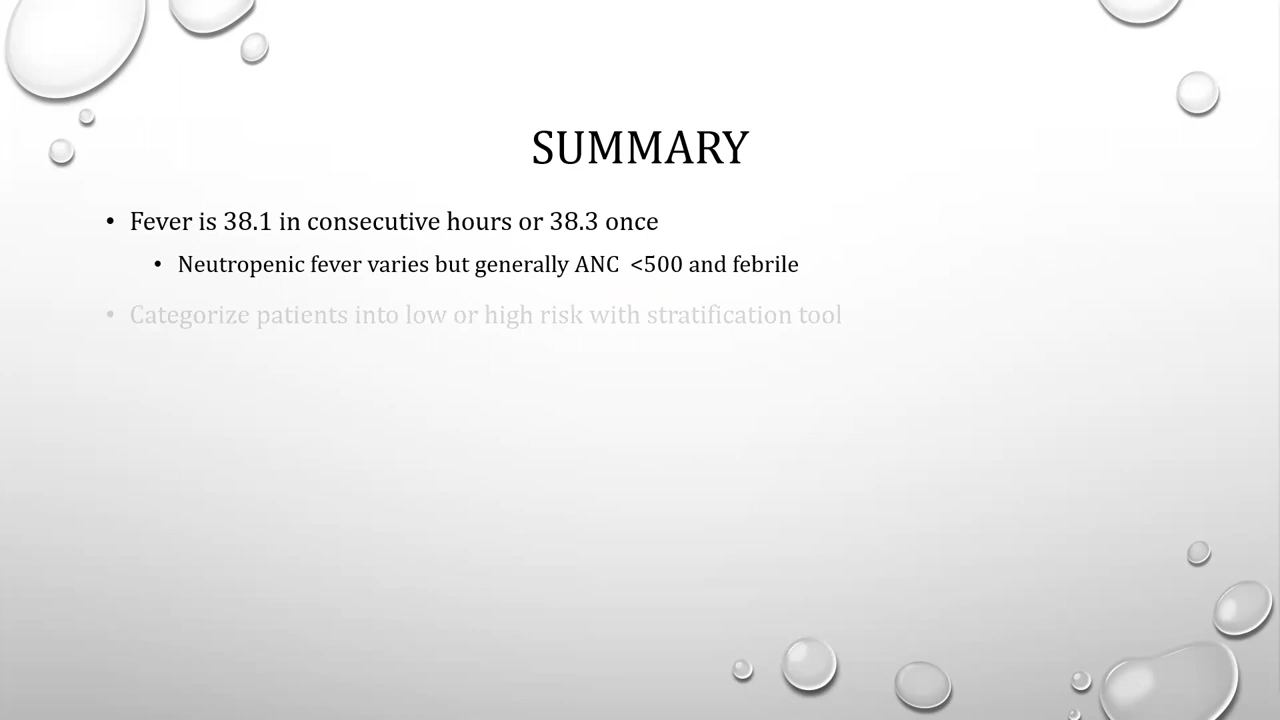 SUMMARY
• Fever is 38.1 in consecutive hours or 38.3 once
• Neutropenic fever varies but generally ANC  <500 and febrile
• Categorize patients into low or high risk with stratification tool